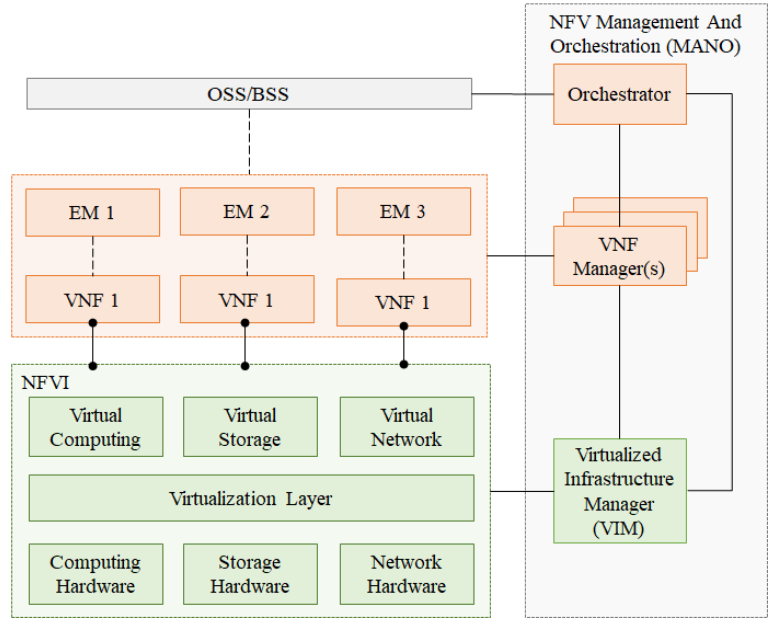 NFV Management And
Orchestration (MANO)
OSS/BSS
Orchestrator
EM 1
EM 2
EM 3
VNF
Manager(s)
VNF 1
VNF 1
VNF 1
NFVI
Virtual
Computing
Virtual
Storage
Virtual
Network
Virtualized
Infrastructure
Manager
(VIM)
Virtualization Layer
Computing
Hardware
Storage
Hardware
Network
Hardware